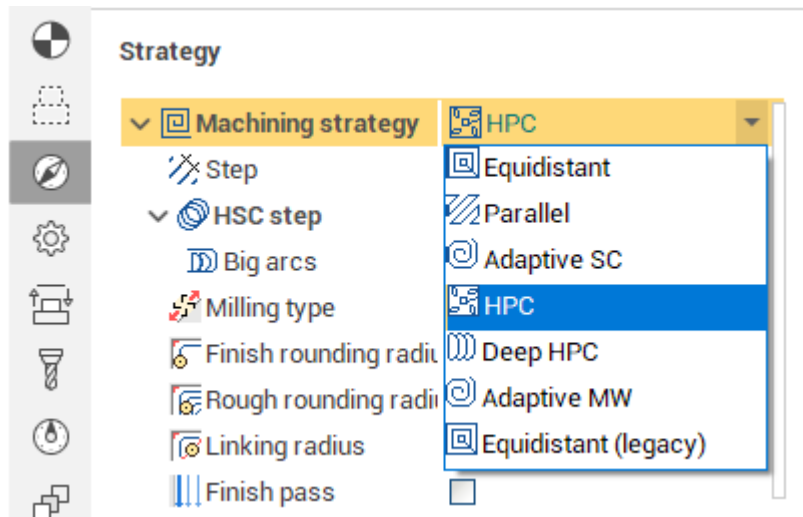 Strategy
Machining strategy HPC
Step Equidistant
HSC step Parallel
Big arcs Adaptive SC
Milling type HPC
Finish rounding radiu Deep HPC
Rough rounding radiu Adaptive MW
Linking radius Equidistant (legacy)
Finish pass